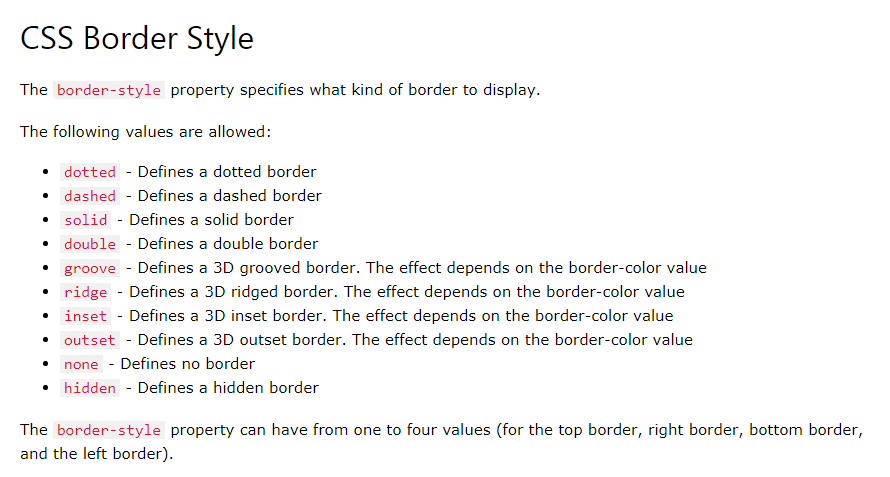 CSS Border Style
The border-style property specifies what kind of border to display.
The following values are allowed:
• dotted - Defines a dotted border
• dashed - Defines a dashed border
• solid - Defines a solid border
• double - Defines a double border
• groove - Defines a 3D grooved border. The effect depends on the border-color value
• ridge - Defines a 3D ridged border. The effect depends on the border-color value
• inset - Defines a 3D inset border. The effect depends on the border-color value
• outset - Defines a 3D outset border. The effect depends on the border-color value
• none - Defines no border
• hidden - Defines a hidden border
The border-style property can have from one to four values (for the top border, right border, bottom border,
and the left border).